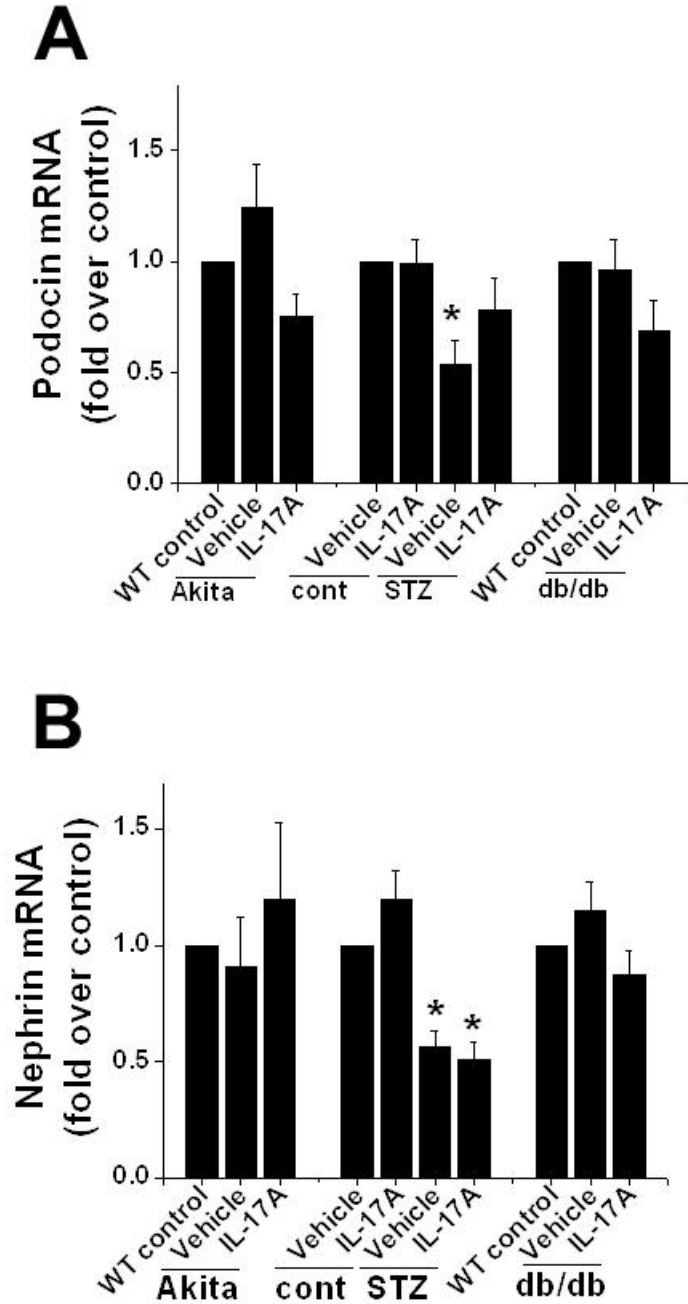 A
Podocin mRNA
(fold over control)
1.5
1.0
0.5
0.0
*
WT control
Vehicle
IL-17A
Vehicle
IL-17A
Vehicle
IL-17A
WT control
Vehicle
IL-17A
Akita
cont
STZ
db/db
B
Nephrin mRNA
(fold over control)
1.5
1.0
0.5
0.0
*
*
WT control
Vehicle
IL-17A
Vehicle
IL-17A
Vehicle
IL-17A
WT control
Vehicle
IL-17A
Akita
cont
STZ
db/db